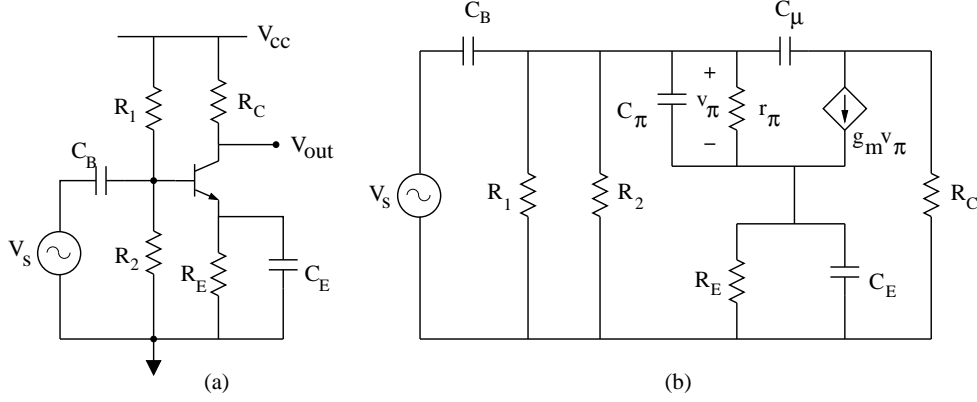 V_cc
R_1
R_C
C_B
V_out
V_s
R_2
R_E
C_E
(a)
C_B
C_μ
+
C_π
v_π
r_π
−
g_m v_π
V_s
R_1
R_2
R_C
R_E
C_E
(b)